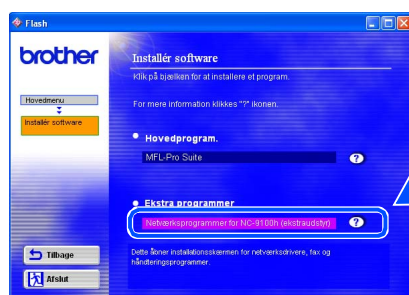 Flash
brother
Installér software
Klik på bjælken for at installere et program.
Hovedmenu
For mere information klikkes "?" ikonen.
Installér software
Hovedprogram.
MFL-Pro Suite
?
Ekstra programmer
Netværksprogrammer for NC-9100h (ekstraudstyr)
?
Tilbage
Dette åbner installationsskærmen for netværksdrivere, fax og
håndteringsprogrammer.
Afslut